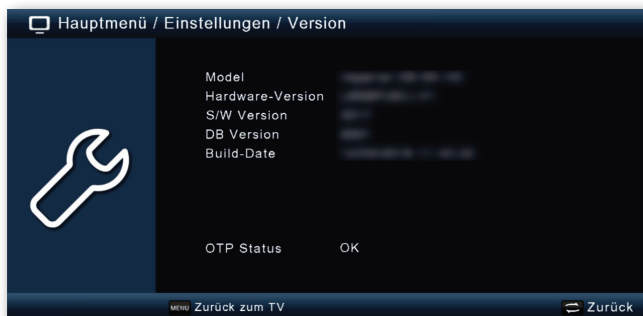 Hauptmenü / Einstellungen / Version
Model
Hardware-Version
S/W Version
DB Version
Build-Date
OTP Status OK
MENU Zurück zum TV
Zurück